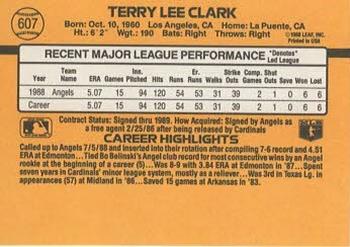 607
TERRY LEE CLARK
Born: Oct. 10, 1960 Los Angeles, CA Home: La Puente, CA
Ht.: 6'2" Wgt.: 190 Bats: Right Throws: Right
© 1988 LEAF, INC.
Printed in USA
RECENT MAJOR LEAGUE PERFORMANCE *Denotes* Led League
Year Team Name ERA Games Ins. Pitched Hits Runs Er. Runs Walks Strike Outs Comp. Games Shut Outs Saves Won Lost
1988 Angels 5.07 15 94 120 54 53 31 39 2 1 0 6 6
Career 5.07 15 94 120 54 53 31 39 2 1 0 6 6
Contract Status: Signed thru 1989. How Acquired: Signed by Angels as
a free agent 2/25/86 after being released by Cardinals
CAREER HIGHLIGHTS
Called up to Angels 7/5/88 and inserted into their rotation after compiling 7-6 record and 4.51
ERA at Edmonton... Tied Bo Belinski's Angel club record for most consecutive wins by an Angel
rookie at the beginning of a career (5)... Was 8-9 with 3.84 ERA at Edmonton in '87... Spent
seven years in Cardinals' minor league system, mostly as a reliever... Was 3rd in Texas Lg. in
appearances (57) at Midland in '86... Saved 15 games at Arkansas in '83.